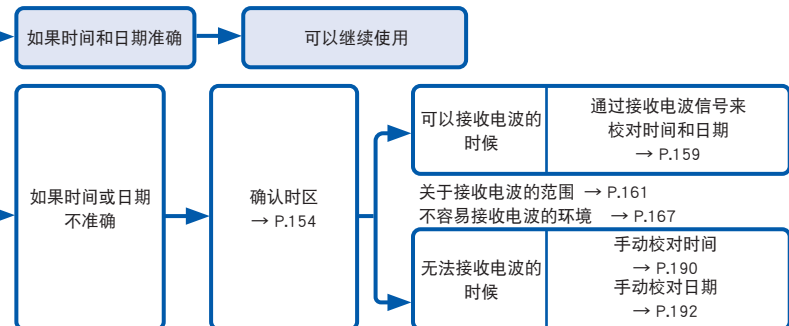 如果时间和日期准确
可以继续使用
如果时间或日期
不准确
确认时区
→ P.154
可以接收电波的
时候
通过接收电波信号来
校对时间和日期
→ P.159
关于接收电波的范围 → P.161
不容易接收电波的环境 → P.167
无法接收电波的
时候
手动校对时间
→ P.190
手动校对日期
→ P.192